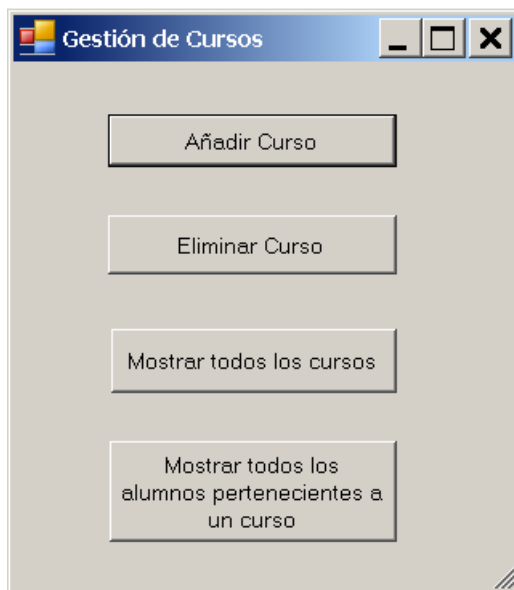 Gestión de Cursos
Añadir Curso
Eliminar Curso
Mostrar todos los cursos
Mostrar todos los
alumnos pertenecientes a
un curso